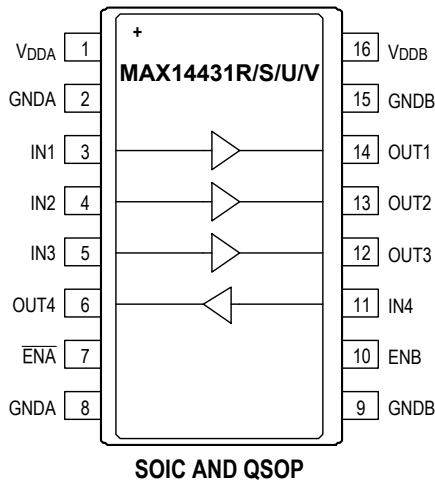 +
MAX14431R/S/U/V
VDDA 1 16 VDDB
GNDA 2 15 GNDB
IN1 3 14 OUT1
IN2 4 13 OUT2
IN3 5 12 OUT3
OUT4 6 11 IN4
E̅N̅A̅ 7 10 ENB
GNDA 8 9 GNDB
SOIC AND QSOP